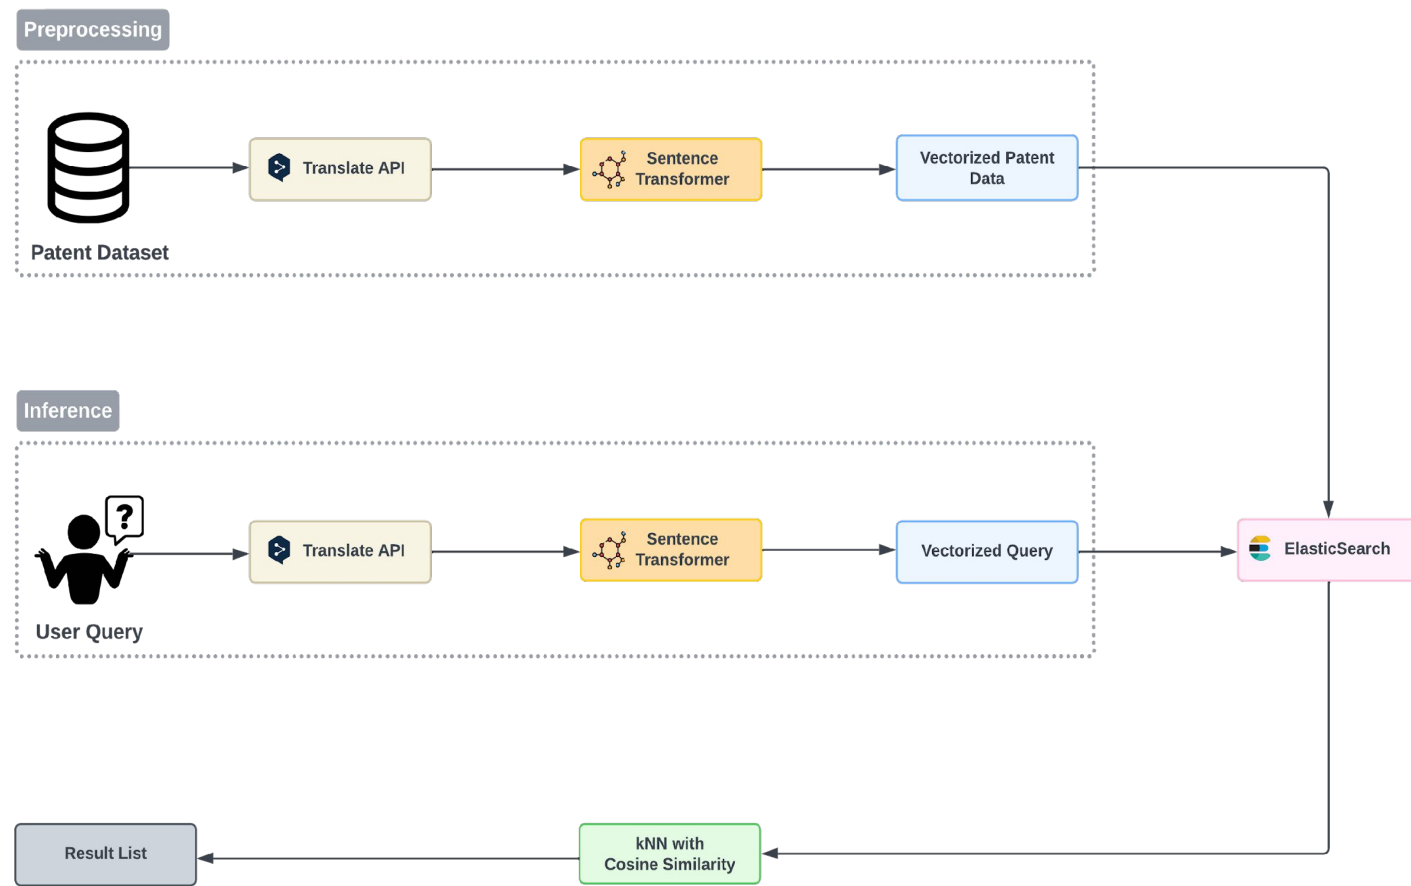 Preprocessing
Translate API
Sentence
Transformer
Vectorized Patent
Data
Patent Dataset
Inference
?
Translate API
Sentence
Transformer
Vectorized Query
ElasticSearch
User Query
Result List
kNN with
Cosine Similarity